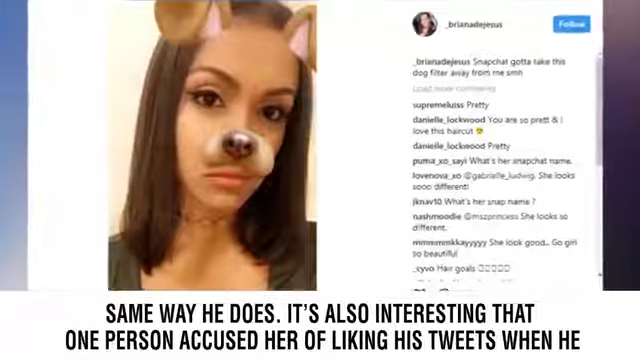 _brianadejesus
Follow
_brianadejesus Snapchat gotta take this
dog filter away from me smh
Load more comments
supremeluiss Pretty
danielle_lockwood You are so prett & I
love this haircut 😍
danielle_lockwood Pretty
puma_xo_sayi What's her snapchat name.
lovenova_xo @gabrielle_ludwig. She looks
sooo different!
jknav10 What's her snap name ?
nashmoodie @mszprincess She looks so
different.
mmmmmkkayyyyy She look good... Go girl
so beautiful
_cyvo Hair goals
SAME WAY HE DOES. IT'S ALSO INTERESTING THAT
ONE PERSON ACCUSED HER OF LIKING HIS TWEETS WHEN HE